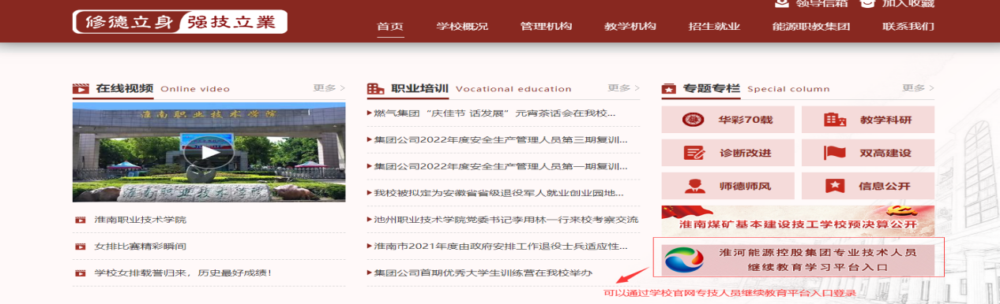 领导信箱 加入收藏
修德立身 强技立業
首页 学校概况 管理机构 教学机构 招生就业 能源职教集团 联系我们
在线视频 Online video 更多 >
淮南职业技术学院
淮南职业技术学院
淮南职业技术学院
女排比赛精彩瞬间
学校女排载誉归来，历史最好成绩！
职业培训 Vocational education 更多 >
燃气集团“庆佳节 话发展”元宵茶话会在我校...
集团公司2022年度安全生产管理人员第三期复训...
集团公司2022年度安全生产管理人员第一期复训...
我校被拟定为安徽省省级退役军人就业创业园地...
池州职业技术学院党委书记李用林一行来校考察交流
淮南市2021年度由政府安排工作退役士兵适应性...
集团公司首期优秀大学生训练营在我校举办
专题专栏 Special column 更多 >
华彩70载 教学科研
诊断改进 双高建设
师德师风 信息公开
淮南煤矿基本建设技工学校预决算公开
淮河能源控股集团专业技术人员
继续教育学习平台入口
可以通过学校官网专技人员继续教育平台入口登录